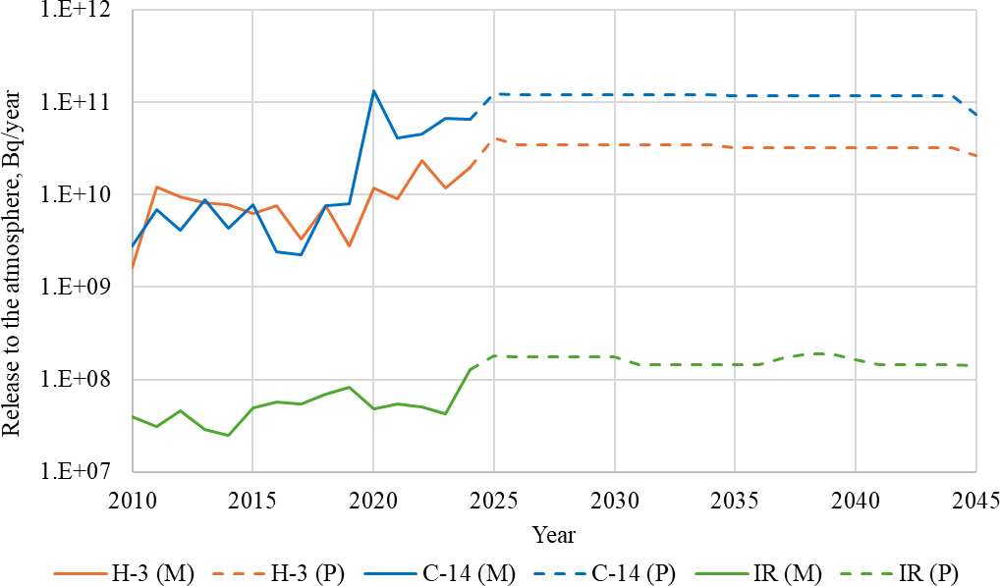 1.E+12
1.E+11
1.E+10
1.E+09
1.E+08
1.E+07
Release to the atmosphere, Bq/year
2010 2015 2020 2025 2030 2035 2040 2045
Year
H-3 (M) H-3 (P) C-14 (M) C-14 (P) IR (M) IR (P)